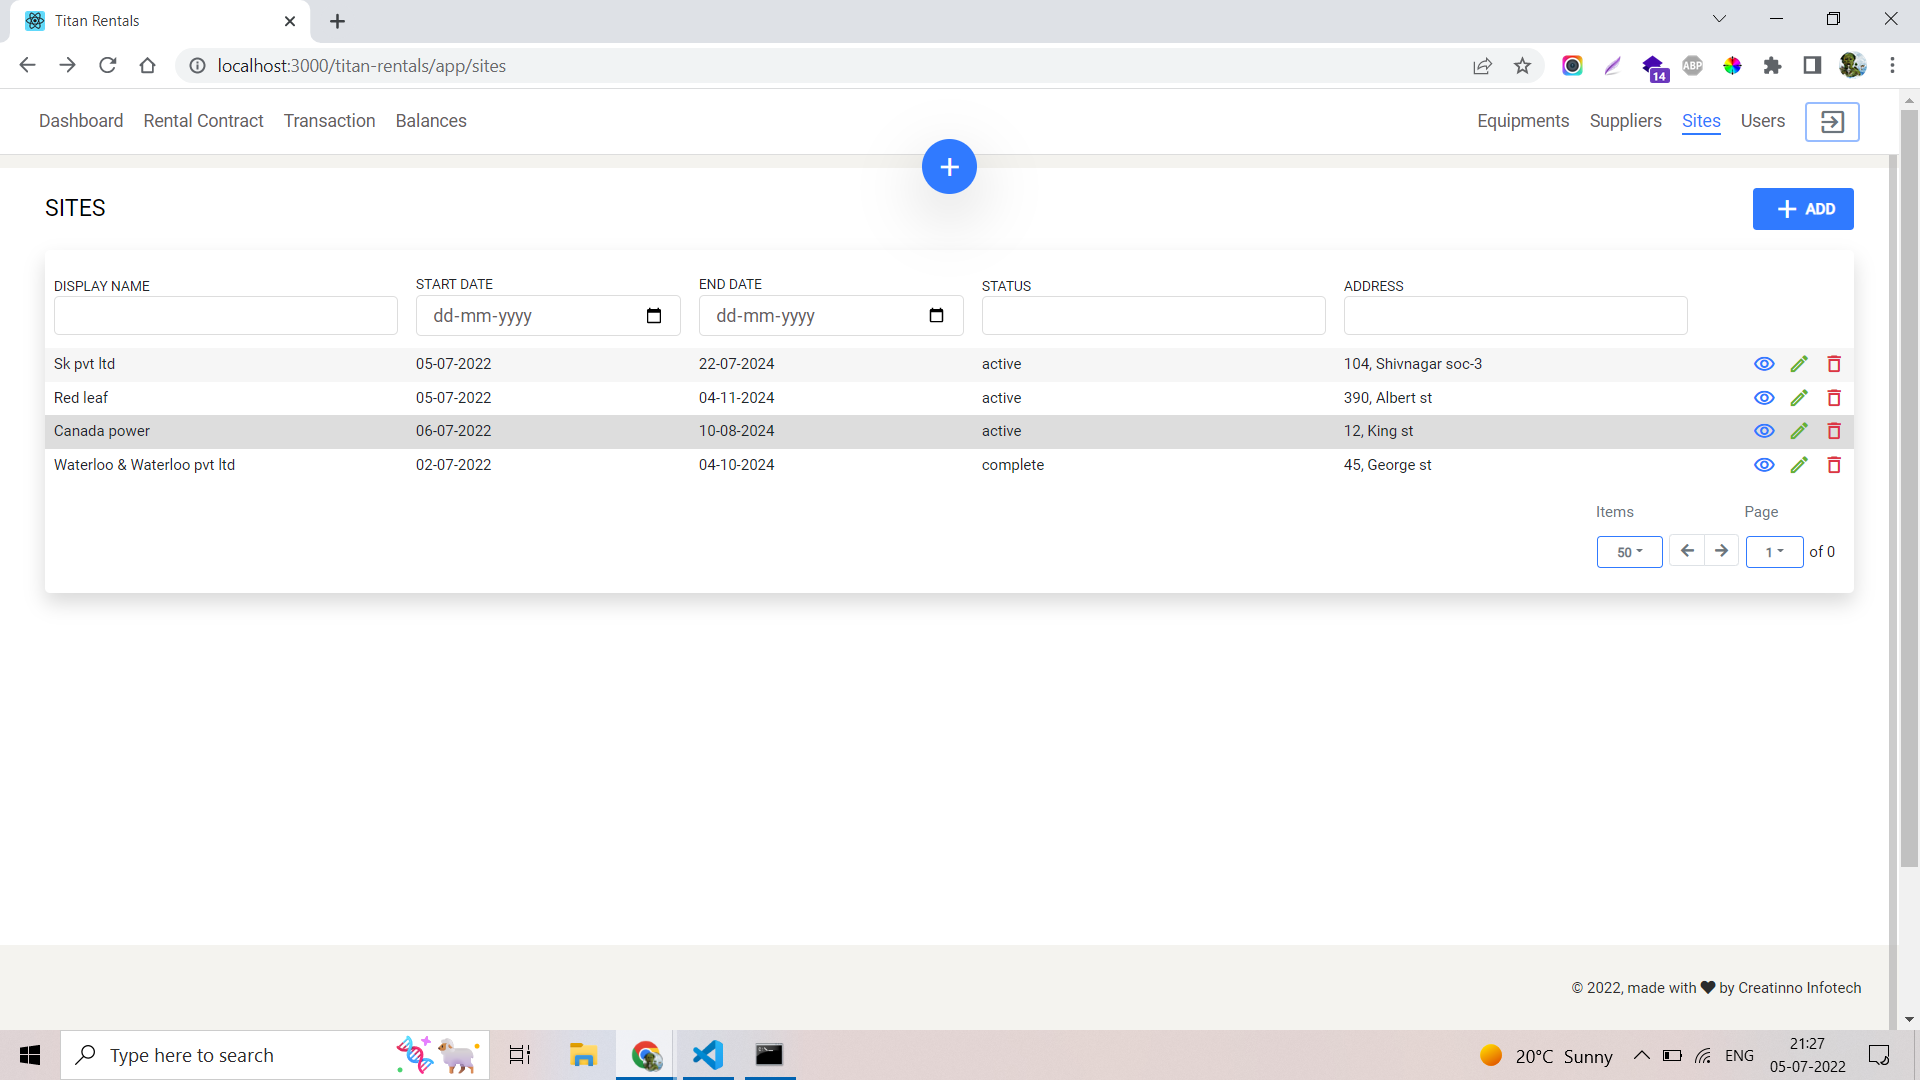 Titan Rentals
localhost:3000/titan-rentals/app/sites
14
ABP
Dashboard Rental Contract Transaction Balances Equipments Suppliers Sites Users
SITES
ADD
DISPLAY NAME START DATE END DATE STATUS ADDRESS
dd-mm-yyyy dd-mm-yyyy
Sk pvt ltd 05-07-2022 22-07-2024 active 104, Shivnagar soc-3
Red leaf 05-07-2022 04-11-2024 active 390, Albert st
Canada power 06-07-2022 10-08-2024 active 12, King st
Waterloo & Waterloo pvt ltd 02-07-2022 04-10-2024 complete 45, George st
Items Page
50 1 of 0
© 2022, made with ♥ by Creatinno Infotech
Type here to search
20°C Sunny
ENG
21:27
05-07-2022